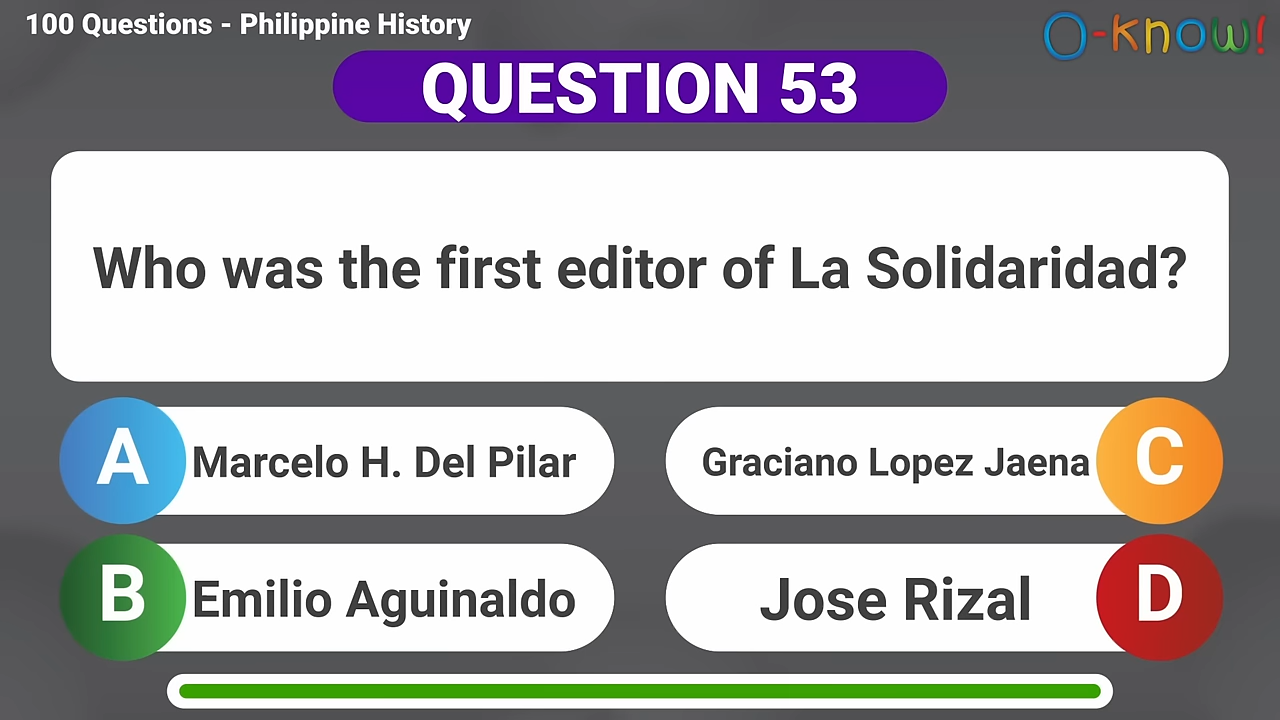 100 Questions - Philippine History
O-know!
QUESTION 53
Who was the first editor of La Solidaridad?
A Marcelo H. Del Pilar
Graciano Lopez Jaena C
B Emilio Aguinaldo
Jose Rizal D